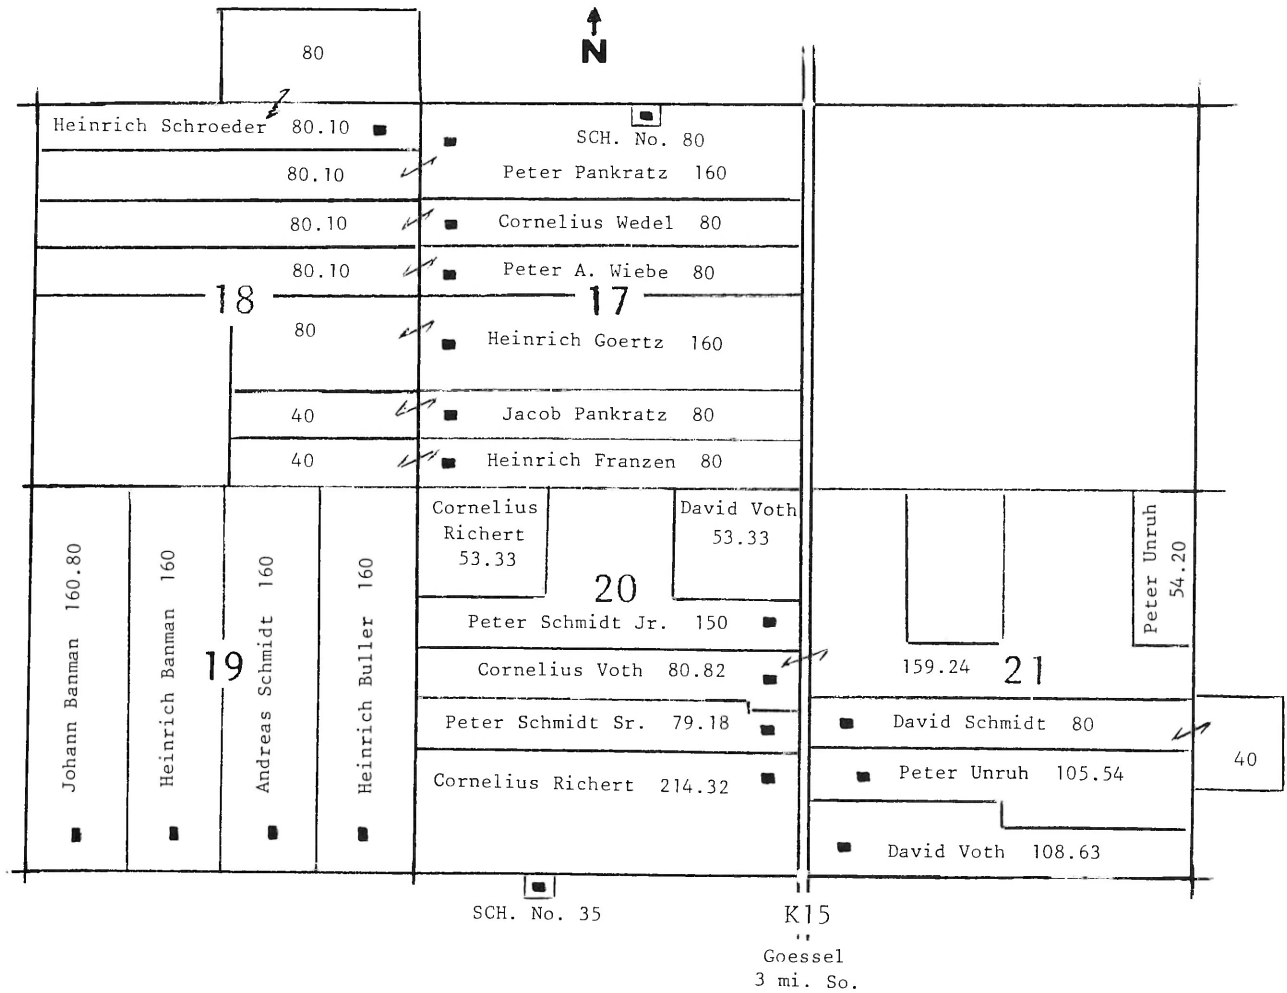 80
N
Heinrich Schroeder 80.10
SCH. No. 80
80.10
Peter Pankratz 160
80.10
Cornelius Wedel 80
80.10
Peter A. Wiebe 80
18
17
80
Heinrich Goertz 160
40
Jacob Pankratz 80
40
Heinrich Franzen 80
Johann Banman 160.80
Heinrich Banman 160
19
Andreas Schmidt 160
Heinrich Buller 160
Cornelius
Richert
53.33
David Voth
53.33
20
Peter Schmidt Jr. 150
Cornelius Voth 80.82
Peter Schmidt Sr. 79.18
Cornelius Richert 214.32
Peter Unruh
54.20
159.24
21
David Schmidt 80
40
Peter Unruh 105.54
David Voth 108.63
SCH. No. 35
K15
Goessel
3 mi. So.